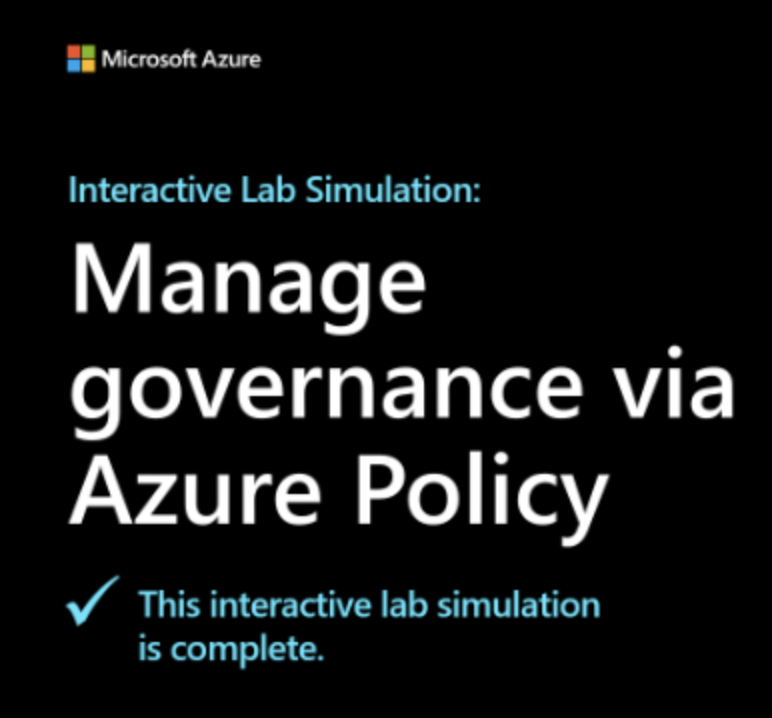 Microsoft Azure
Interactive Lab Simulation:
Manage
governance via
Azure Policy
This interactive lab simulation
is complete.